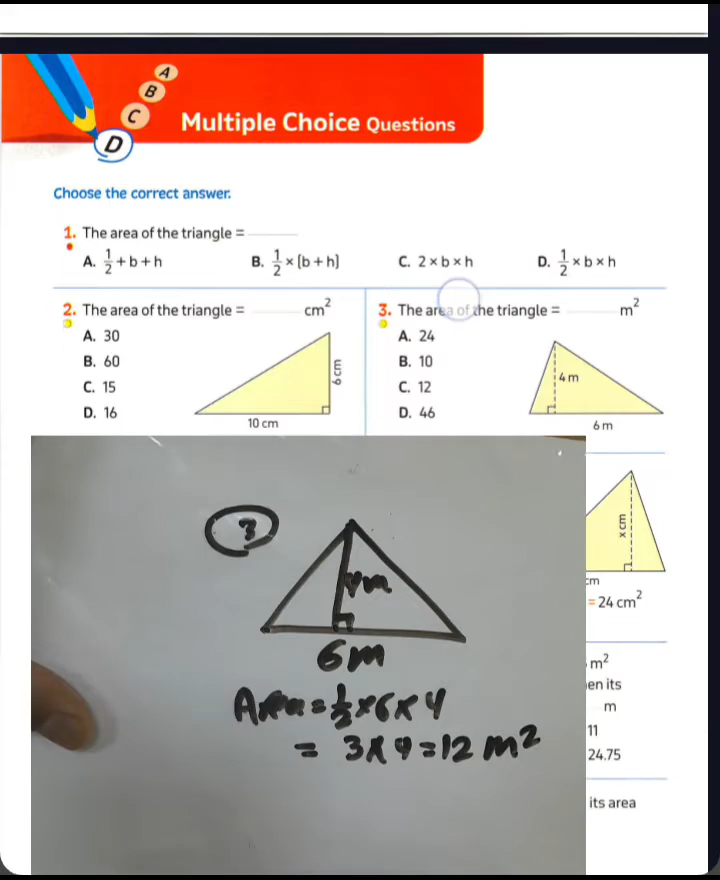 A
B
C
D
Multiple Choice Questions
Choose the correct answer.
1. The area of the triangle =
A. 1/2 + b + h
B. 1/2 × (b + h)
C. 2 × b × h
D. 1/2 × b × h
2. The area of the triangle = cm²
A. 30
B. 60
C. 15
D. 16
6 cm
10 cm
3. The area of the triangle = m²
A. 24
B. 10
C. 12
D. 46
4 m
6 m
x cm
cm
= 24 cm²
m²
en its
m
11
24.75
its area
3
4m
6m
Area = 1/2 × 6 × 4
= 3 × 4 = 12 m²